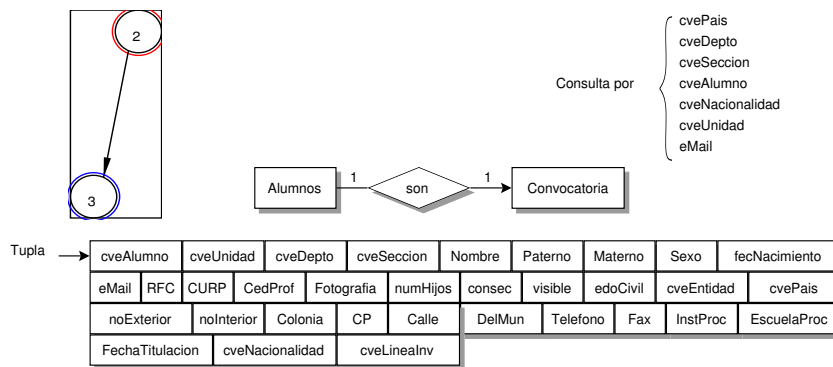 2
3
Consulta por
cvePais
cveDepto
cveSeccion
cveAlumno
cveNacionalidad
cveUnidad
eMail
Alumnos 1 son 1 Convocatoria
Tupla
cveAlumno cveUnidad cveDepto cveSeccion Nombre Paterno Materno Sexo fecNacimiento
eMail RFC CURP CedProf Fotografia numHijos consec visible edoCivil cveEntidad cvePais
noExterior noInterior Colonia CP Calle DelMun Telefono Fax InstProc EscuelaProc
FechaTitulacion cveNacionalidad cveLineaInv